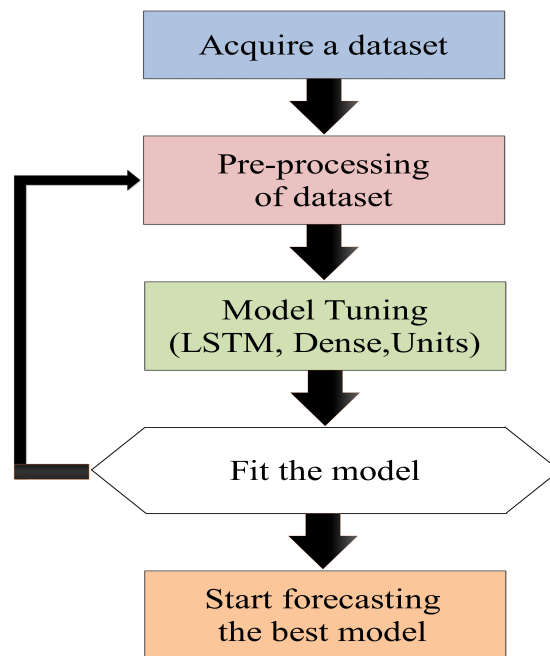 Acquire a dataset
Pre-processing
of dataset
Model Tuning
(LSTM, Dense,Units)
Fit the model
Start forecasting
the best model